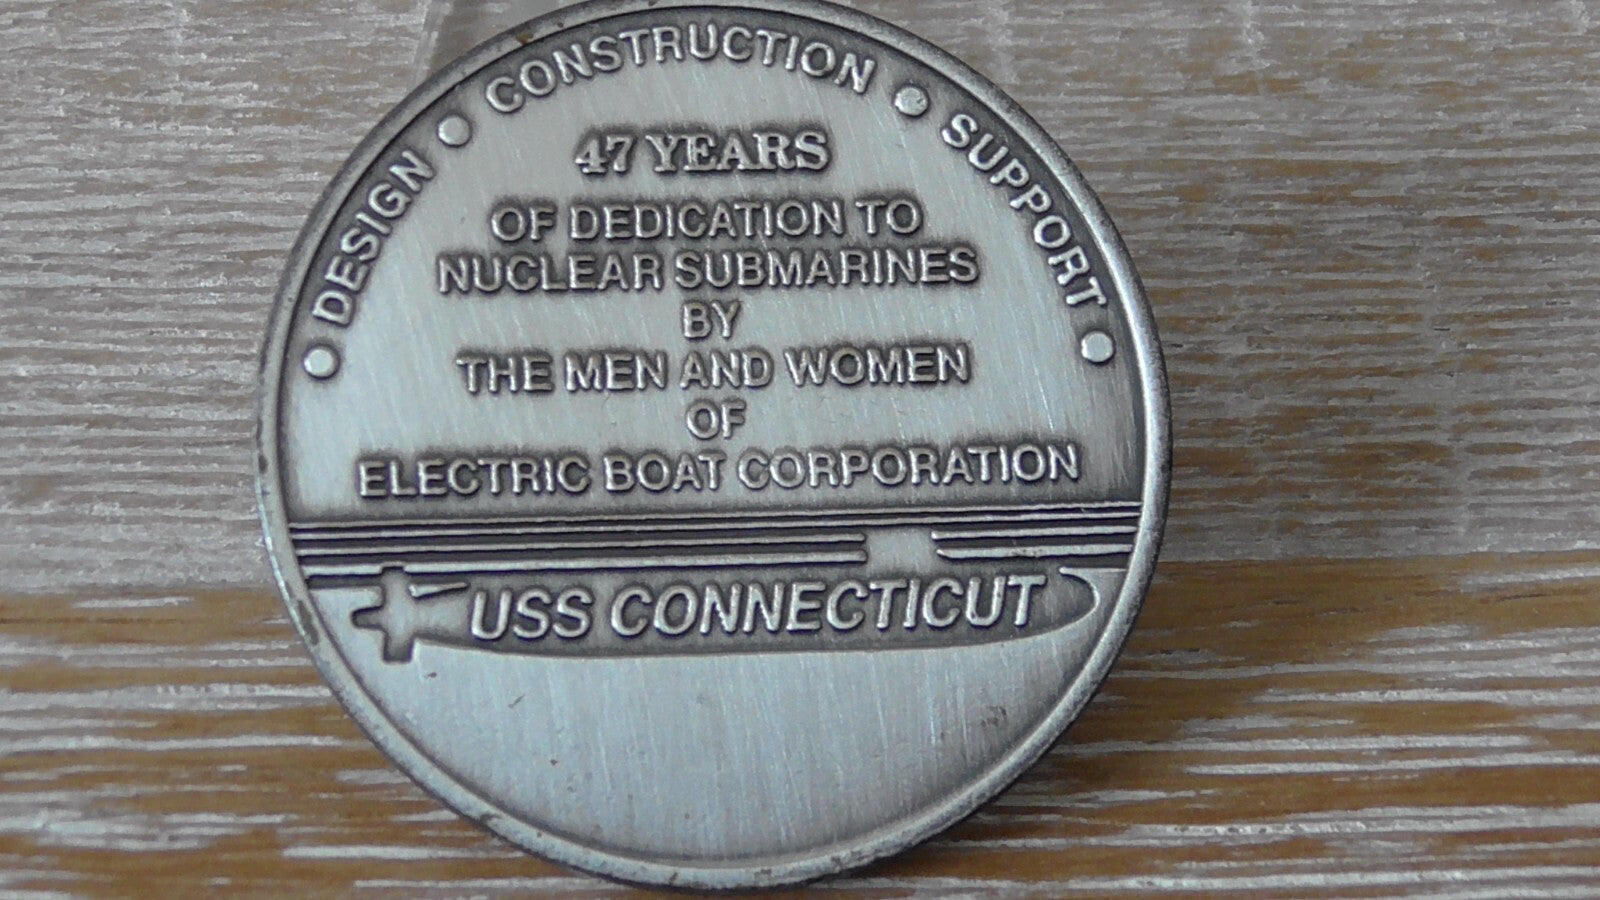 DESIGN • CONSTRUCTION • SUPPORT
47 YEARS
OF DEDICATION TO
NUCLEAR SUBMARINES
BY
THE MEN AND WOMEN
OF
ELECTRIC BOAT CORPORATION
USS CONNECTICUT